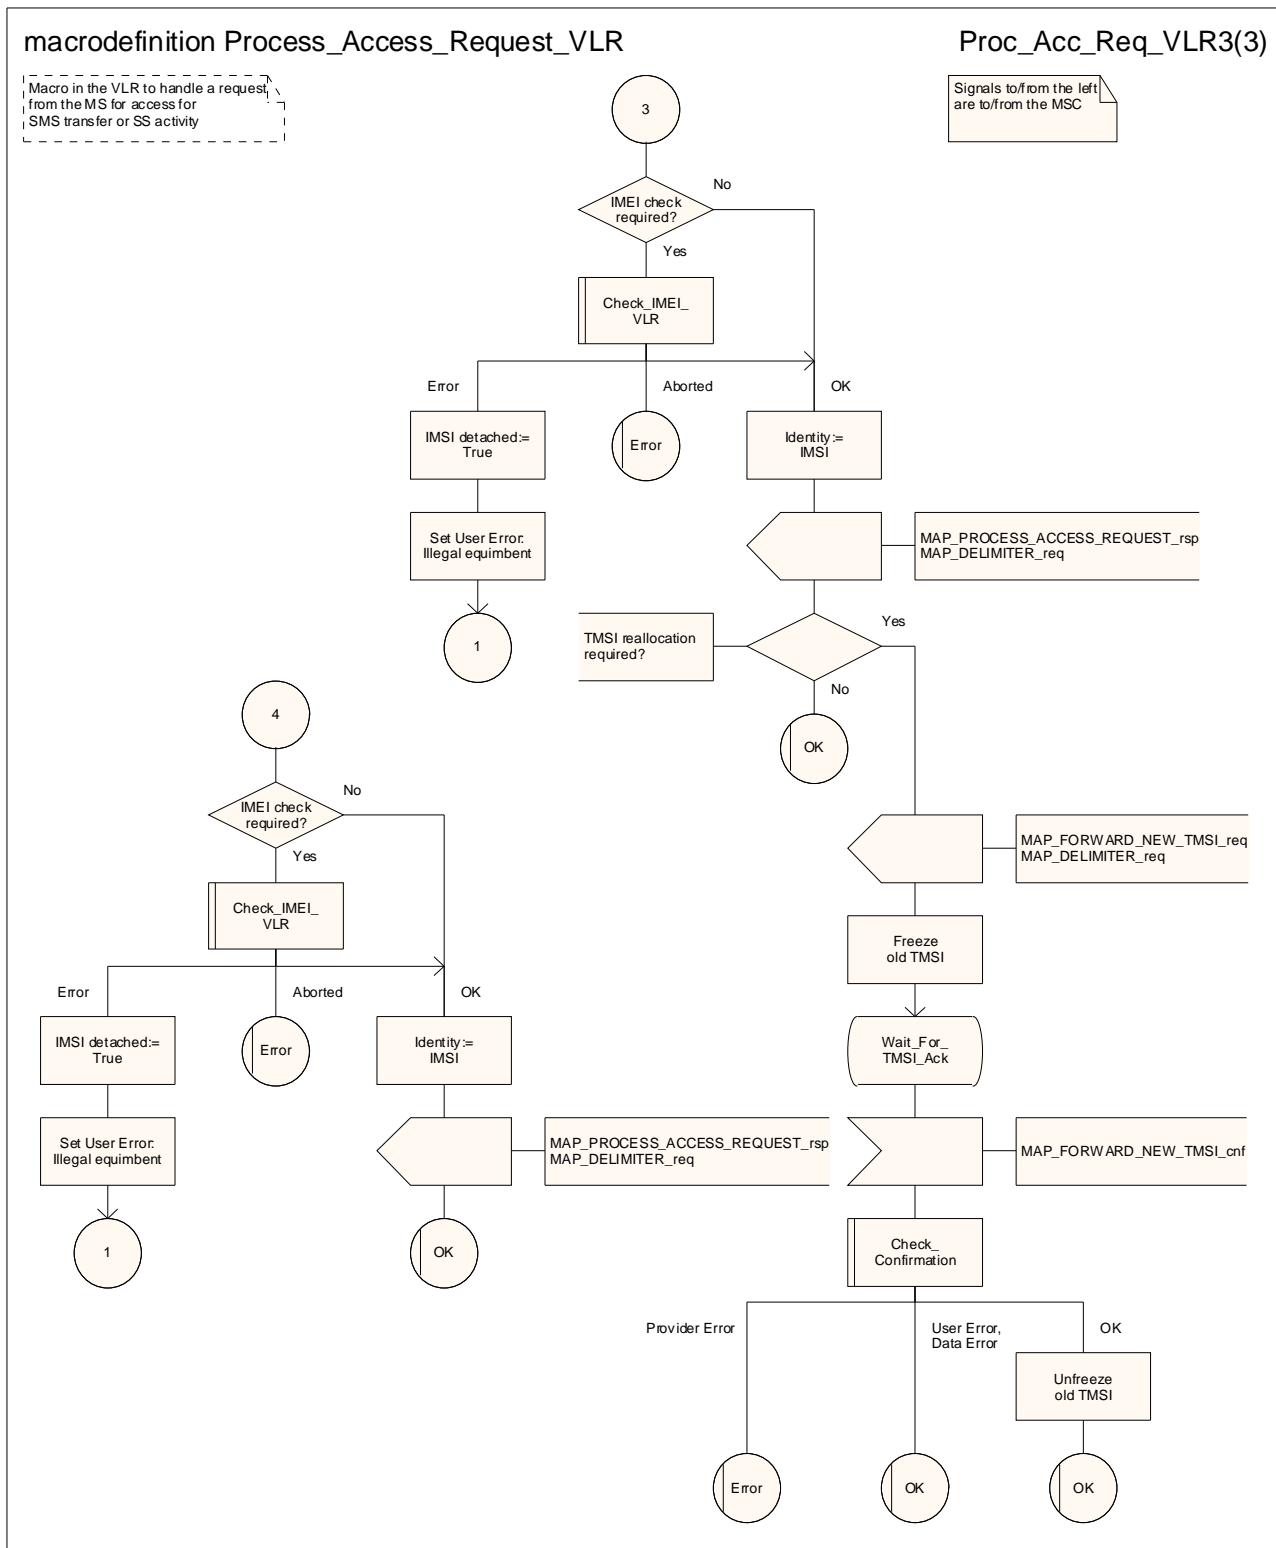 macrodefinition Process_Access_Request_VLR
Proc_Acc_Req_VLR3(3)
Macro in the VLR to handle a request
from the MS for access for
SMS transfer or SS activity
Signals to/from the left
are to/from the MSC
3
IMEI check
required?
No
Yes
Check_IMEI_
VLR
Error
Aborted
OK
IMSI detached:=
True
Error
Identity:=
IMSI
Set User Error:
Illegal equimbent
MAP_PROCESS_ACCESS_REQUEST_rsp
MAP_DELIMITER_req
1
TMSI reallocation
required?
Yes
No
OK
4
IMEI check
required?
No
Yes
Check_IMEI_
VLR
Error
Aborted
OK
IMSI detached:=
True
Error
Identity:=
IMSI
Set User Error:
Illegal equimbent
MAP_PROCESS_ACCESS_REQUEST_rsp
MAP_DELIMITER_req
1
OK
MAP_FORWARD_NEW_TMSI_req
MAP_DELIMITER_req
Freeze
old TMSI
Wait_For_
TMSI_Ack
MAP_FORWARD_NEW_TMSI_cnf
Check_
Confirmation
Provider Error
User Error,
Data Error
OK
Unfreeze
old TMSI
Error
OK
OK